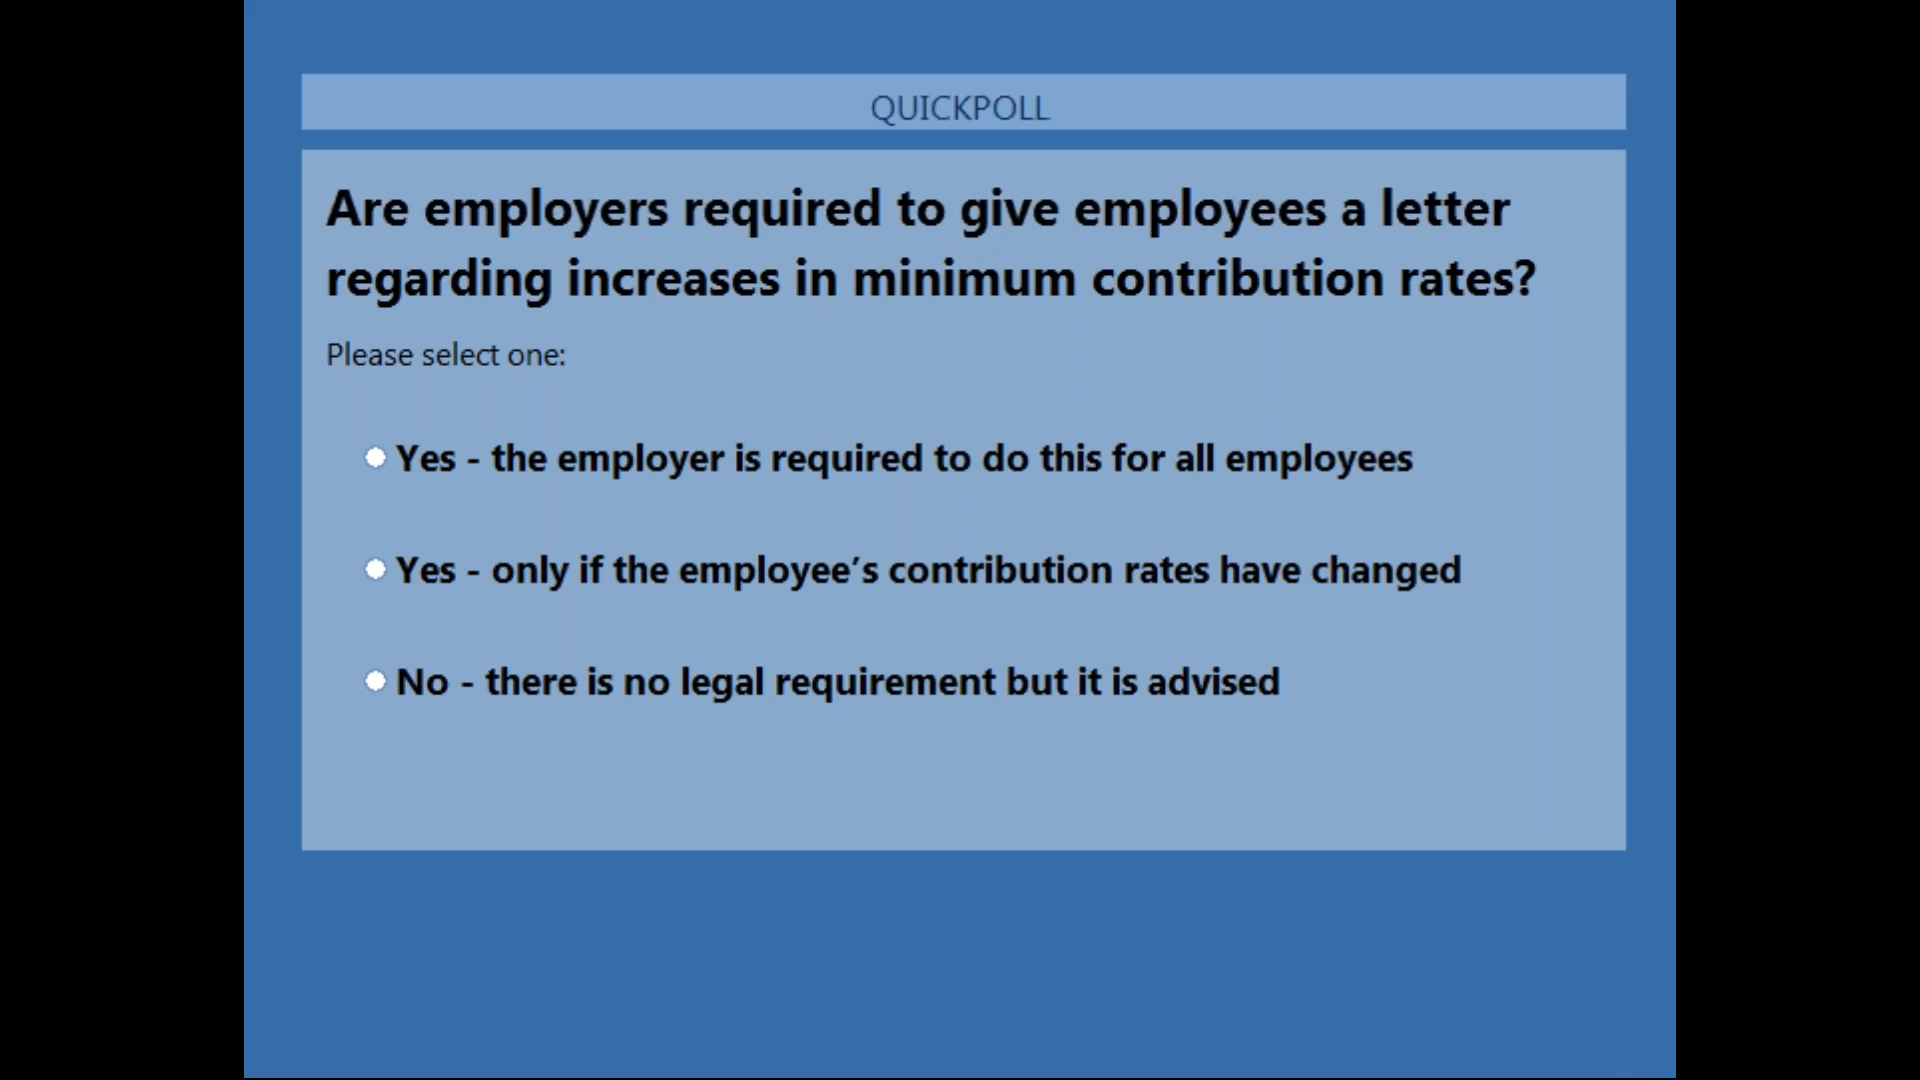 QUICKPOLL
Are employers required to give employees a letter
regarding increases in minimum contribution rates?
Please select one:
Yes - the employer is required to do this for all employees
Yes - only if the employee’s contribution rates have changed
No - there is no legal requirement but it is advised